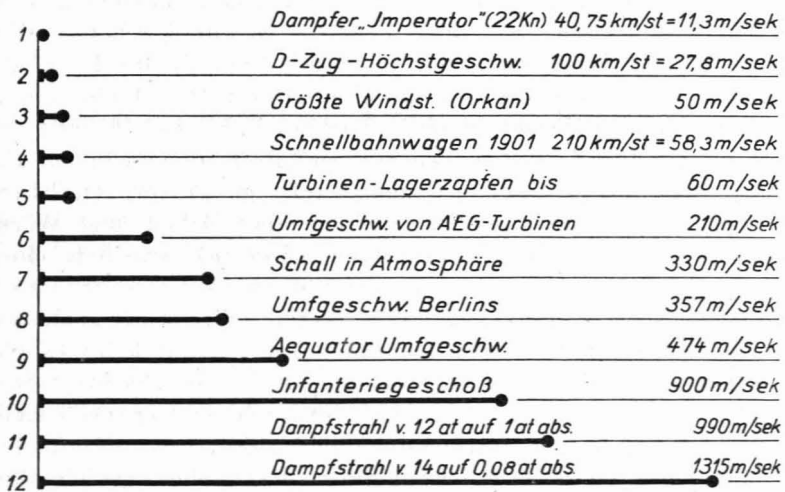 1 Dampfer „Jmperator“ (22Kn) 40,75 km/st = 11,3 m/sek
2 D-Zug-Höchstgeschw. 100 km/st = 27,8 m/sek
3 Größte Windst. (Orkan) 50 m/sek
4 Schnellbahnwagen 1901 210 km/st = 58,3 m/sek
5 Turbinen-Lagerzapfen bis 60 m/sek
6 Umfgeschw. von AEG-Turbinen 210 m/sek
7 Schall in Atmosphäre 330 m/sek
8 Umfgeschw. Berlins 357 m/sek
9 Aequator Umfgeschw. 474 m/sek
10 Jnfanteriegeschoß 900 m/sek
11 Dampfstrahl v. 12 at auf 1 at abs. 990 m/sek
12 Dampfstrahl v. 14 auf 0,08 at abs. 1315 m/sek